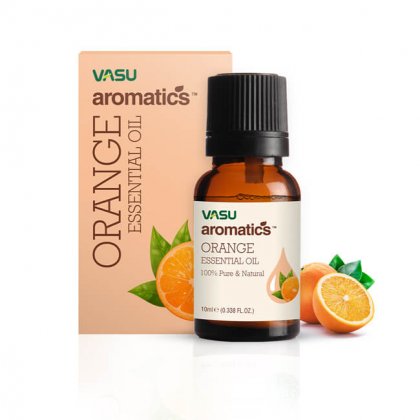 VASU
aromatics™
ORANGE
ESSENTIAL OIL
VASU
aromatics™
ORANGE
ESSENTIAL OIL
100% Pure & Natural
10ml ℮ (0.338 FL.OZ.)